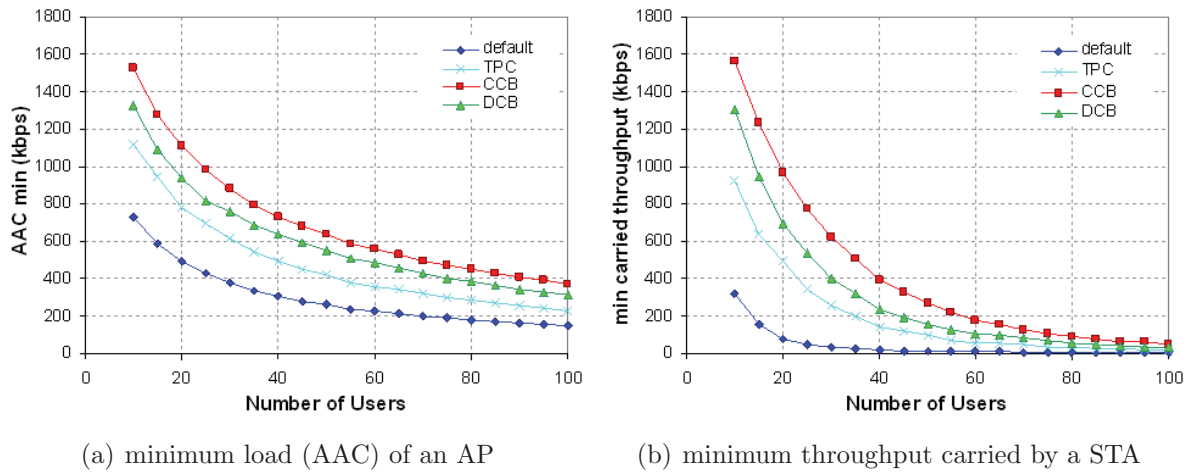 1800
1600
1400
1200
1000
800
600
400
200
0
AAC min (kbps)
default
TPC
CCB
DCB
0 20 40 60 80 100
Number of Users
(a) minimum load (AAC) of an AP
1800
1600
1400
1200
1000
800
600
400
200
0
min carried throughput (kbps)
default
TPC
CCB
DCB
0 20 40 60 80 100
Number of Users
(b) minimum throughput carried by a STA